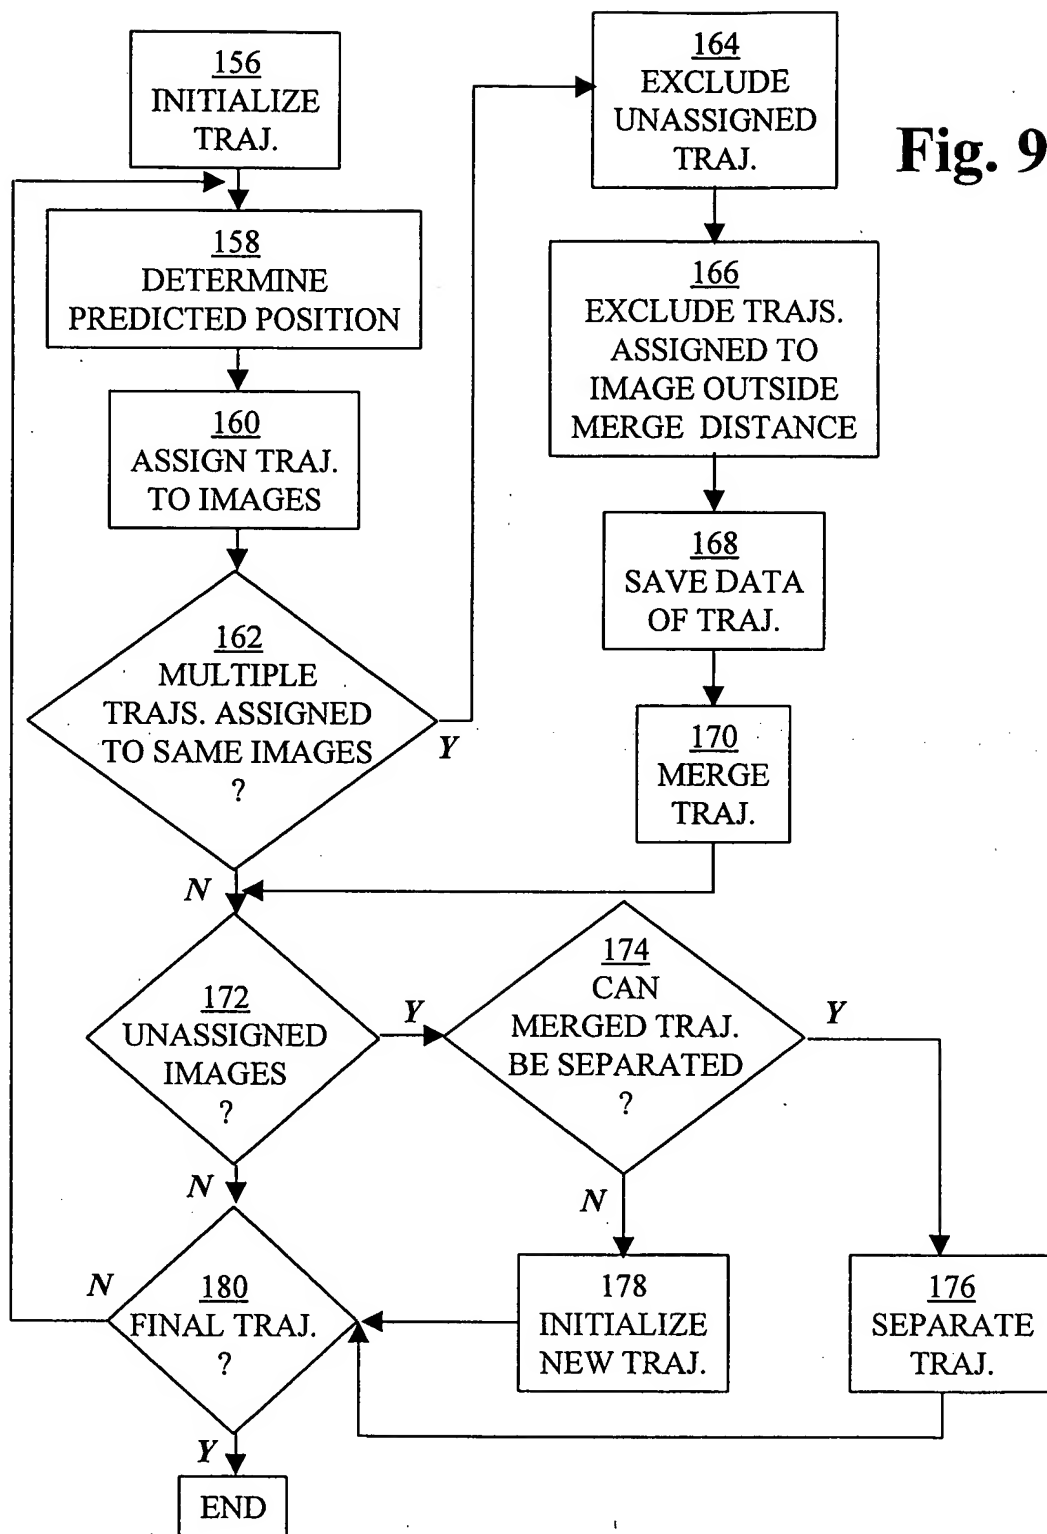 156
INITIALIZE
TRAJ.
164
EXCLUDE
UNASSIGNED
TRAJ.
Fig. 9
158
DETERMINE
PREDICTED POSITION
166
EXCLUDE TRAJS.
ASSIGNED TO
IMAGE OUTSIDE
MERGE DISTANCE
160
ASSIGN TRAJ.
TO IMAGES
168
SAVE DATA
OF TRAJ.
162
MULTIPLE
TRAJS. ASSIGNED
TO SAME IMAGES
?
Y
170
MERGE
TRAJ.
N
172
UNASSIGNED
IMAGES
?
Y
174
CAN
MERGED TRAJ.
BE SEPARATED
?
Y
N
N
180
FINAL TRAJ.
?
N
178
INITIALIZE
NEW TRAJ.
176
SEPARATE
TRAJ.
Y
END